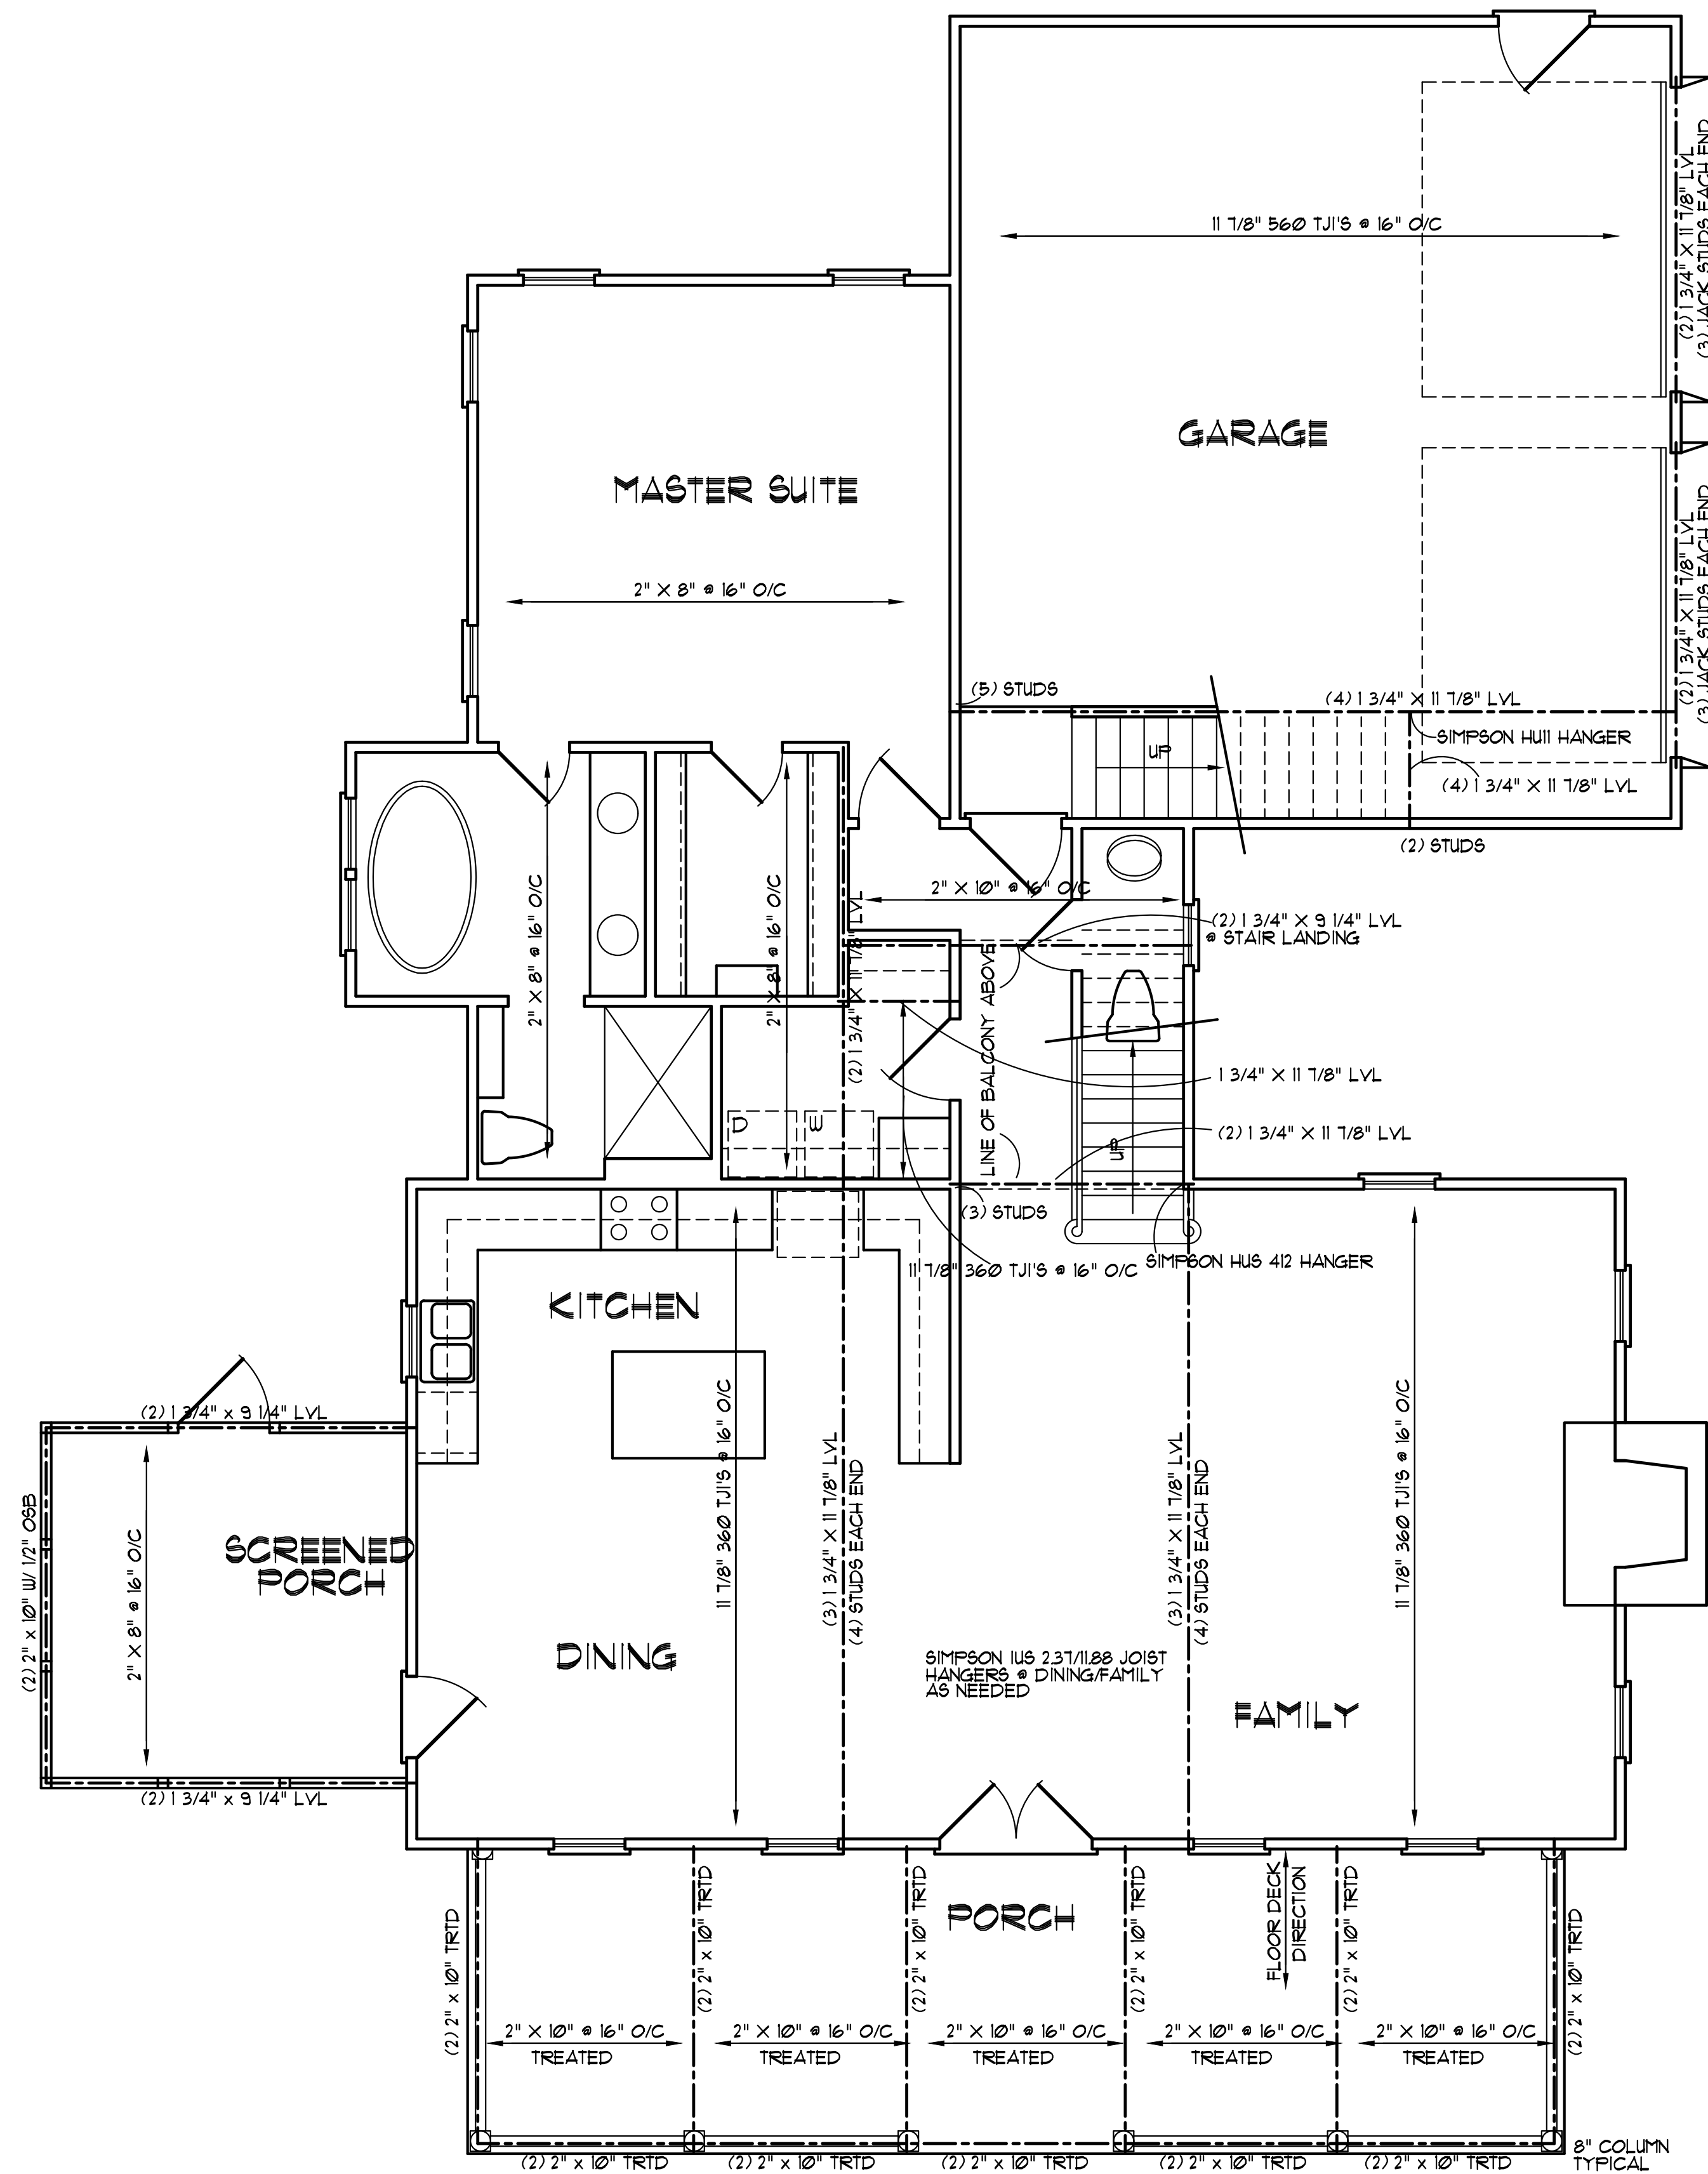 11 7/8" 560 TJI'S @ 16" O/C
(2) 1 3/4" X 11 7/8" LVL
(3) JACK STUDS EACH END
GARAGE
MASTER SUITE
2" X 8" @ 16" O/C
(2) 1 3/4" X 11 7/8" LVL
(3) JACK STUDS EACH END
(5) STUDS
(4) 1 3/4" X 11 7/8" LVL
SIMPSON HU11 HANGER
UP
(4) 1 3/4" X 11 7/8" LVL
(2) STUDS
2" X 8" @ 16" O/C
2" X 8" @ 16" O/C
(2) 1 3/4" X 11 7/8" LVL
2" X 10" @ 16" O/C
(2) 1 3/4" X 9 1/4" LVL
@ STAIR LANDING
LINE OF BALCONY ABOVE
1 3/4" X 11 7/8" LVL
D
W
UP
(2) 1 3/4" X 11 7/8" LVL
(3) STUDS
11 7/8" 360 TJI'S @ 16" O/C
SIMPSON HUS 412 HANGER
KITCHEN
11 7/8" 360 TJI'S @ 16" O/C
(3) 1 3/4" X 11 7/8" LVL
(4) STUDS EACH END
(3) 1 3/4" X 11 7/8" LVL
(4) STUDS EACH END
11 7/8" 360 TJI'S @ 16" O/C
(2) 1 3/4" x 9 1/4" LVL
(2) 2" x 10" W/ 1/2" OSB
2" X 8" @ 16" O/C
SCREENED
PORCH
(2) 1 3/4" x 9 1/4" LVL
DINING
SIMPSON IUS 2.37/11.88 JOIST
HANGERS @ DINING/FAMILY
AS NEEDED
FAMILY
PORCH
FLOOR DECK
DIRECTION
(2) 2" x 10" TRTD
(2) 2" x 10" TRTD
(2) 2" x 10" TRTD
(2) 2" x 10" TRTD
(2) 2" x 10" TRTD
(2) 2" x 10" TRTD
2" X 10" @ 16" O/C
TREATED
2" X 10" @ 16" O/C
TREATED
2" X 10" @ 16" O/C
TREATED
2" X 10" @ 16" O/C
TREATED
2" X 10" @ 16" O/C
TREATED
(2) 2" x 10" TRTD
(2) 2" x 10" TRTD
(2) 2" x 10" TRTD
(2) 2" x 10" TRTD
(2) 2" x 10" TRTD
8" COLUMN
TYPICAL